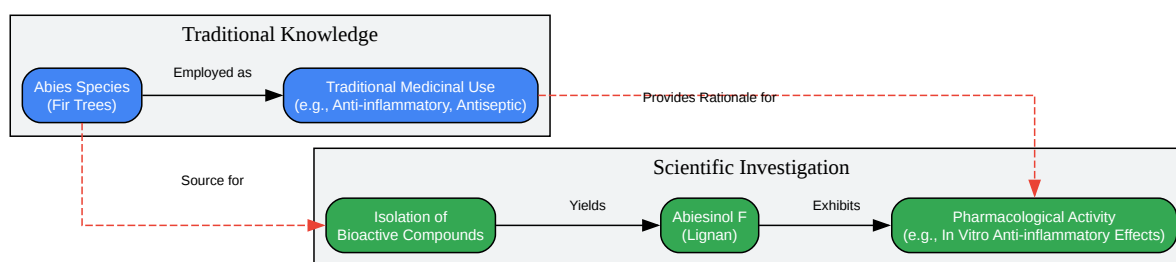 Traditional Knowledge
Abies Species
(Fir Trees)
Employed as
Traditional Medicinal Use
(e.g., Anti-inflammatory, Antiseptic)
Provides Rationale for
Source for
Scientific Investigation
Isolation of
Bioactive Compounds
Yields
Abiesinol F
(Lignan)
Exhibits
Pharmacological Activity
(e.g., In Vitro Anti-inflammatory Effects)